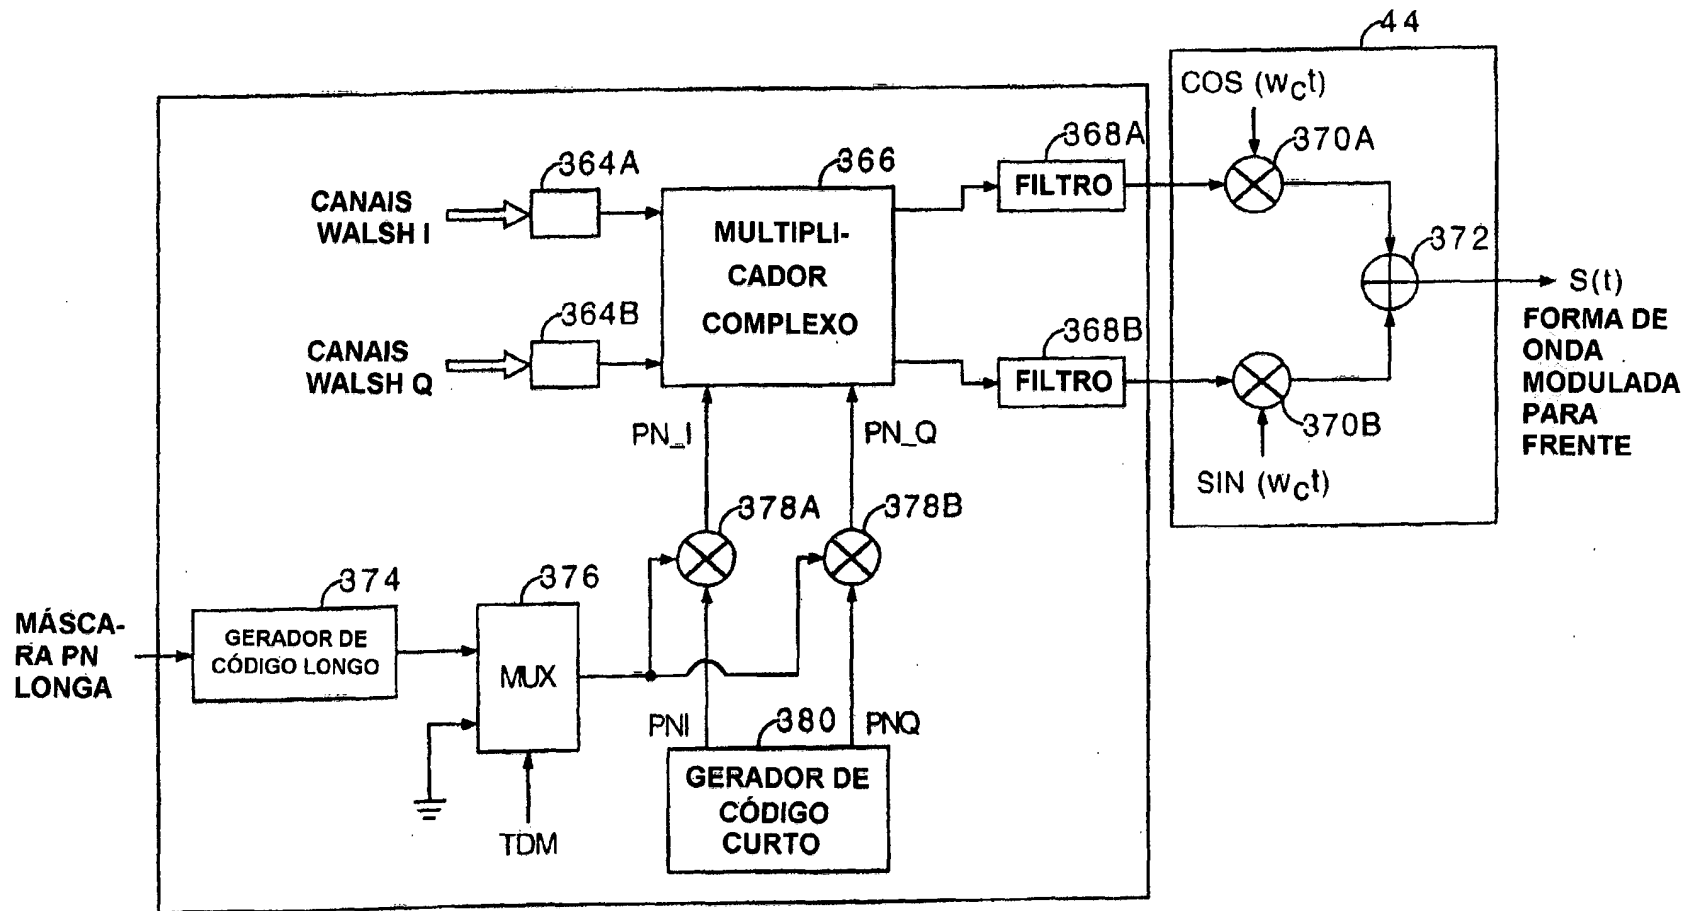 44
COS (wct)
368A
370A
364A
366
FILTRO
CANAIS
WALSH I
MULTIPLI-
CADOR
COMPLEXO
372
S(t)
FORMA DE
ONDA
MODULADA
PARA
FRENTE
364B
368B
CANAIS
WALSH Q
FILTRO
370B
PN_I
PN_Q
SIN (wct)
378A
378B
374
376
MÁSCA-
RA PN
LONGA
GERADOR DE
CÓDIGO LONGO
MUX
PNI
380
PNQ
GERADOR DE
CÓDIGO
CURTO
TDM